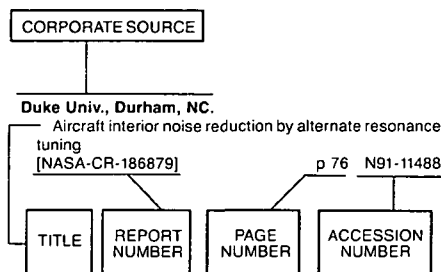 CORPORATE SOURCE
Duke Univ., Durham, NC.
Aircraft interior noise reduction by alternate resonance
tuning
[NASA-CR-186879] p 76 N91-11488
TITLE REPORT NUMBER PAGE NUMBER ACCESSION NUMBER